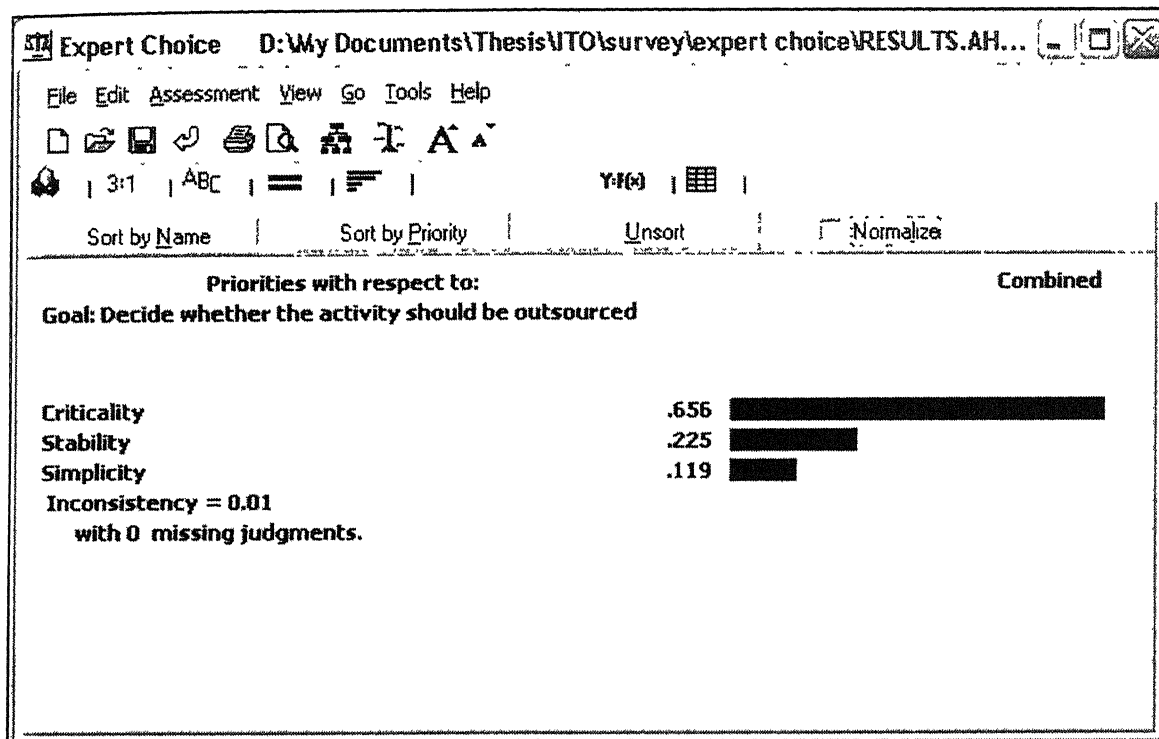 Expert Choice D:\My Documents\Thesis\ITO\survey\expert choice\RESULTS.AH...
File Edit Assessment View Go Tools Help
A A
3:1 ABC Y=F(x)
Sort by Name Sort by Priority Unsort Normalize
Priorities with respect to: Combined
Goal: Decide whether the activity should be outsourced
Criticality .656
Stability .225
Simplicity .119
Inconsistency = 0.01
with 0 missing judgments.